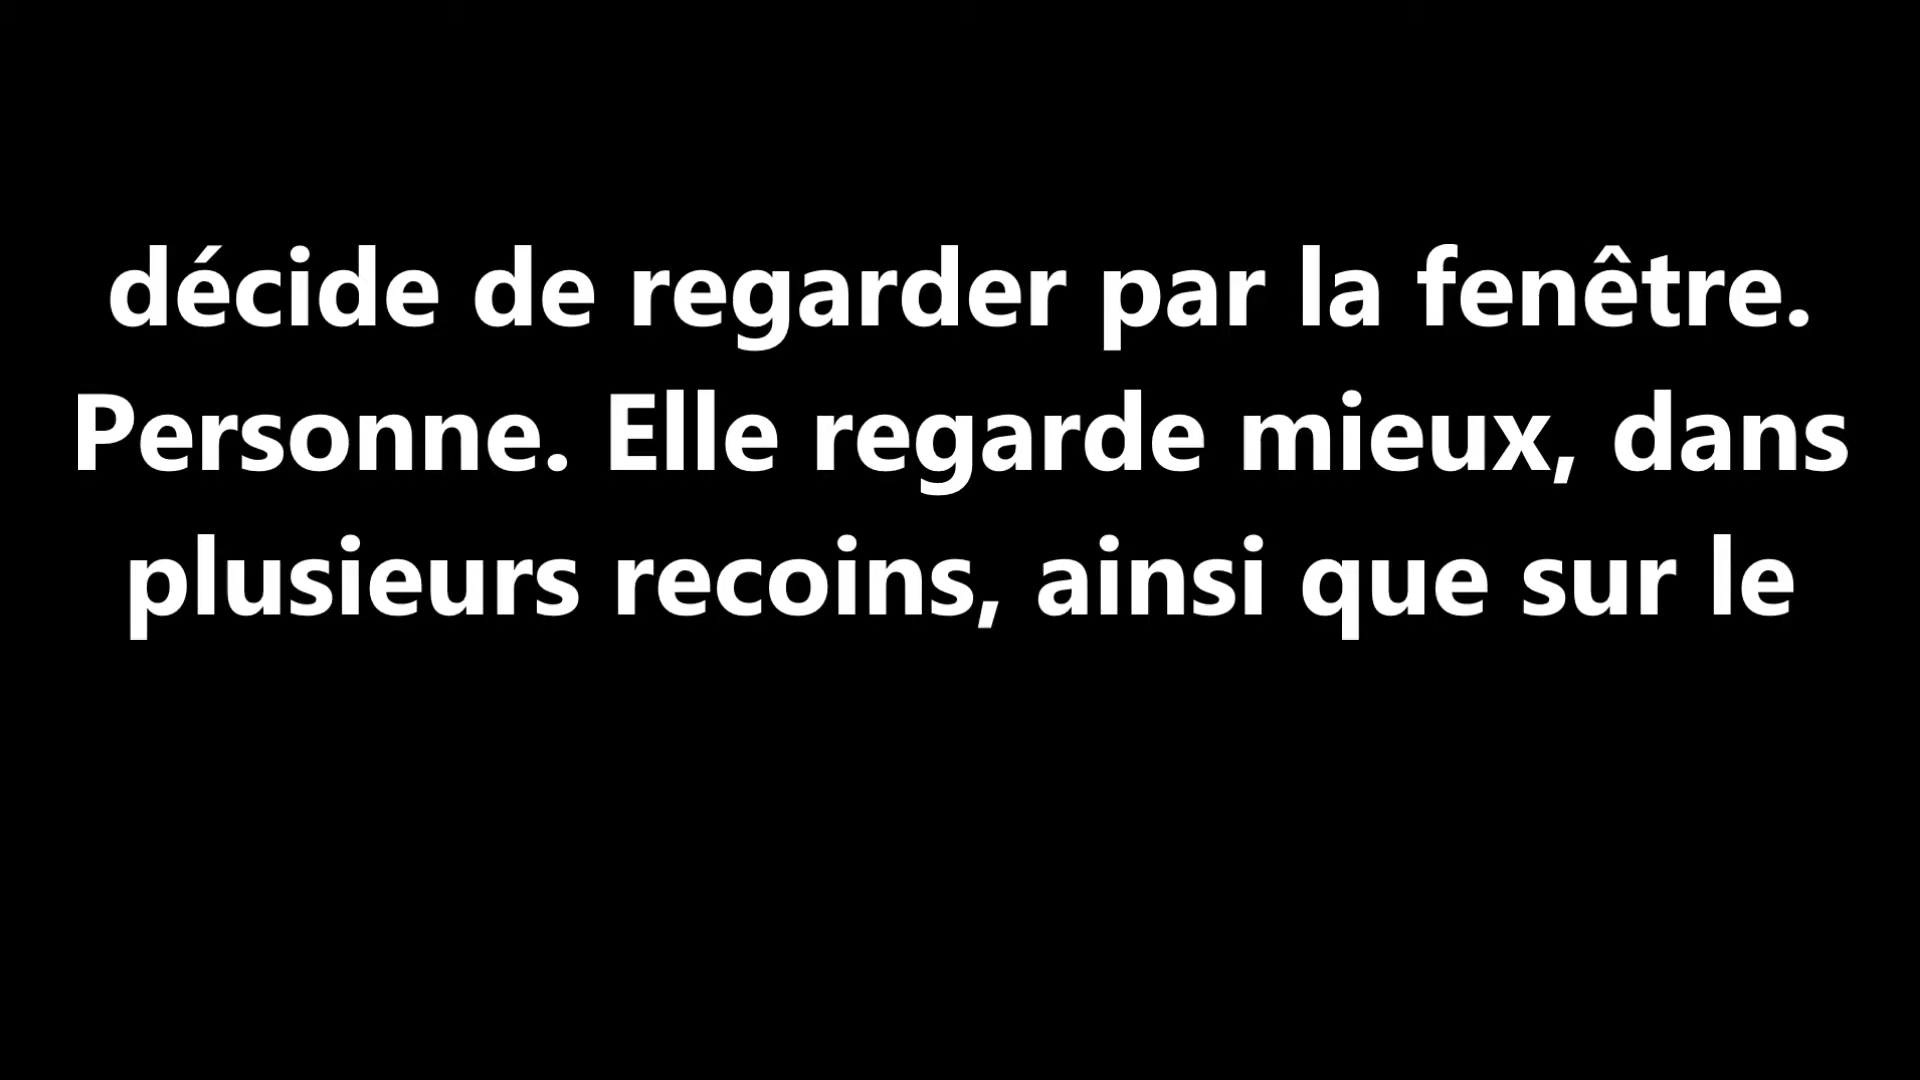 décide de regarder par la fenêtre.
Personne. Elle regarde mieux, dans
plusieurs recoins, ainsi que sur le